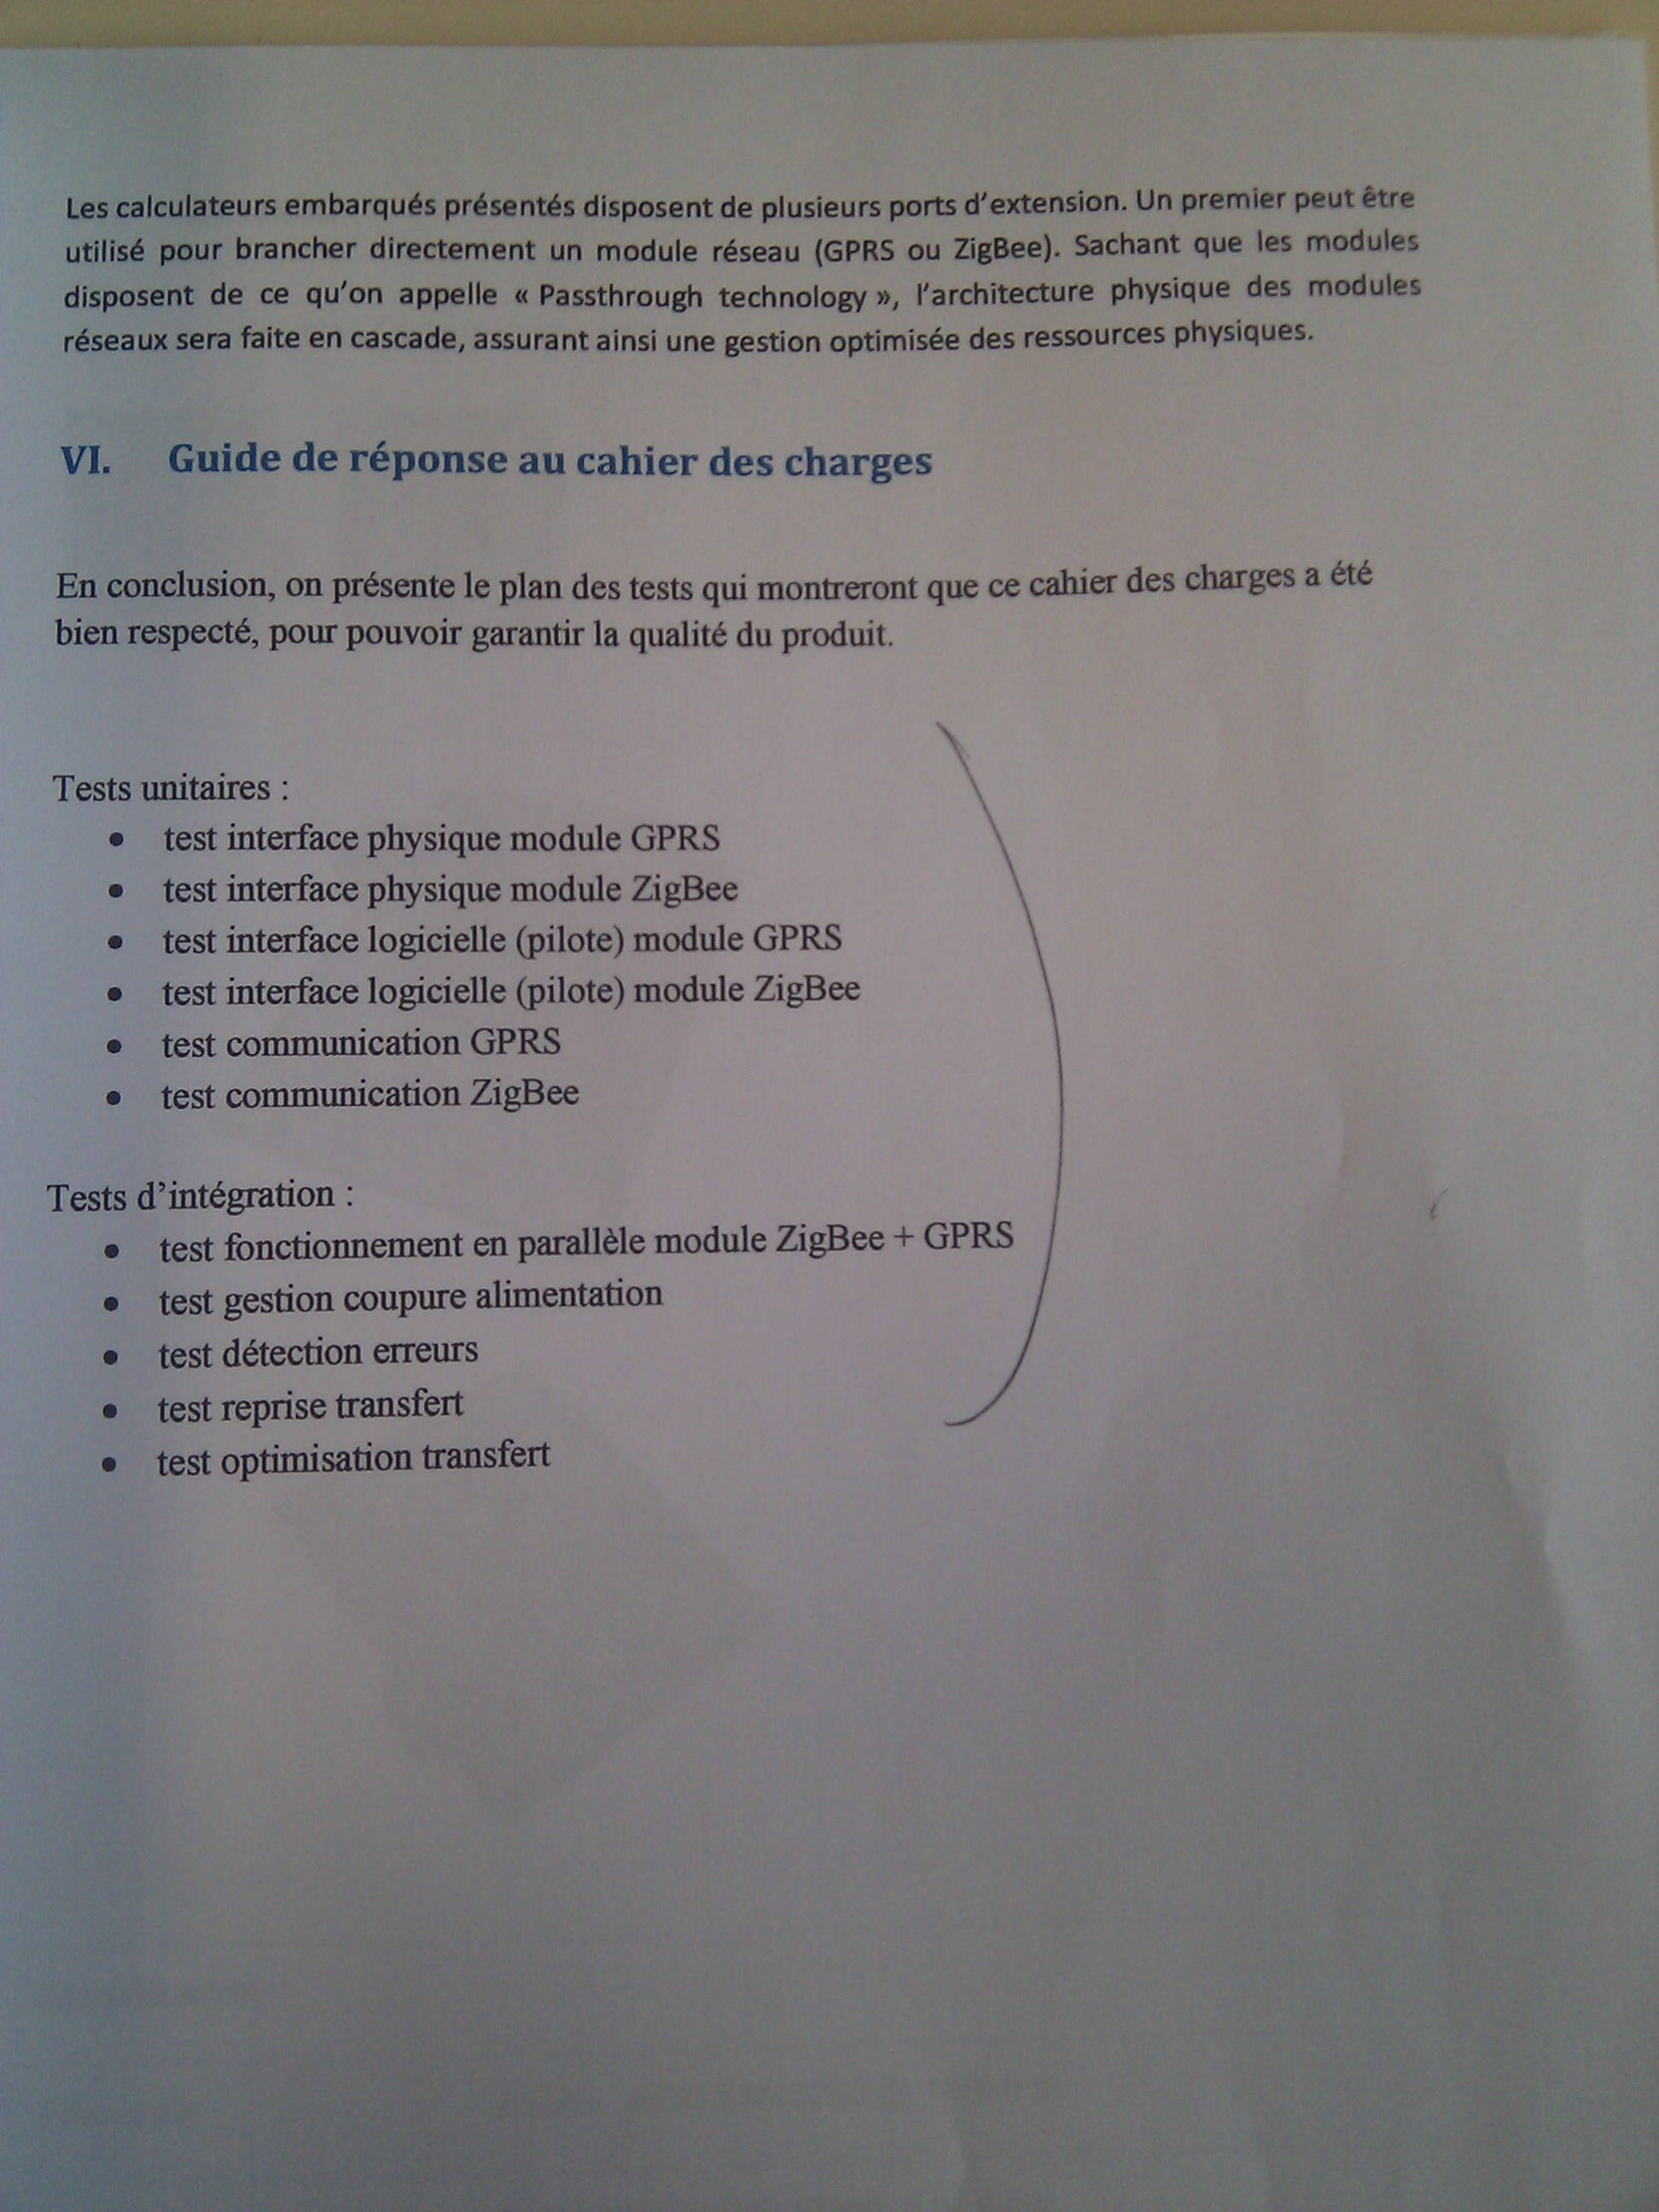 Les calculateurs embarqués présentés disposent de plusieurs ports d'extension. Un premier peut être
utilisé pour brancher directement un module réseau (GPRS ou ZigBee). Sachant que les modules
disposent de ce qu'on appelle « Passthrough technology », l'architecture physique des modules
réseaux sera faite en cascade, assurant ainsi une gestion optimisée des ressources physiques.
VI. Guide de réponse au cahier des charges
En conclusion, on présente le plan des tests qui montreront que ce cahier des charges a été
bien respecté, pour pouvoir garantir la qualité du produit.
Tests unitaires :
• test interface physique module GPRS
• test interface physique module ZigBee
• test interface logicielle (pilote) module GPRS
• test interface logicielle (pilote) module ZigBee
• test communication GPRS
• test communication ZigBee
Tests d'intégration :
• test fonctionnement en parallèle module ZigBee + GPRS
• test gestion coupure alimentation
• test détection erreurs
• test reprise transfert
• test optimisation transfert